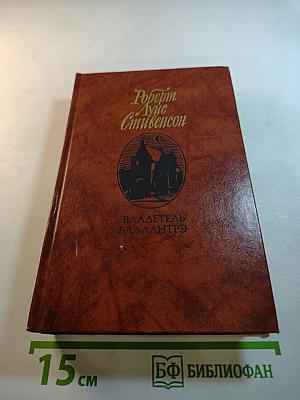 Роберт
Луис
Стивенсон
ВЛАДЕТЕЛЬ
БАЛЛАНТРЭ
15 см
БФ БИБЛИОФАН